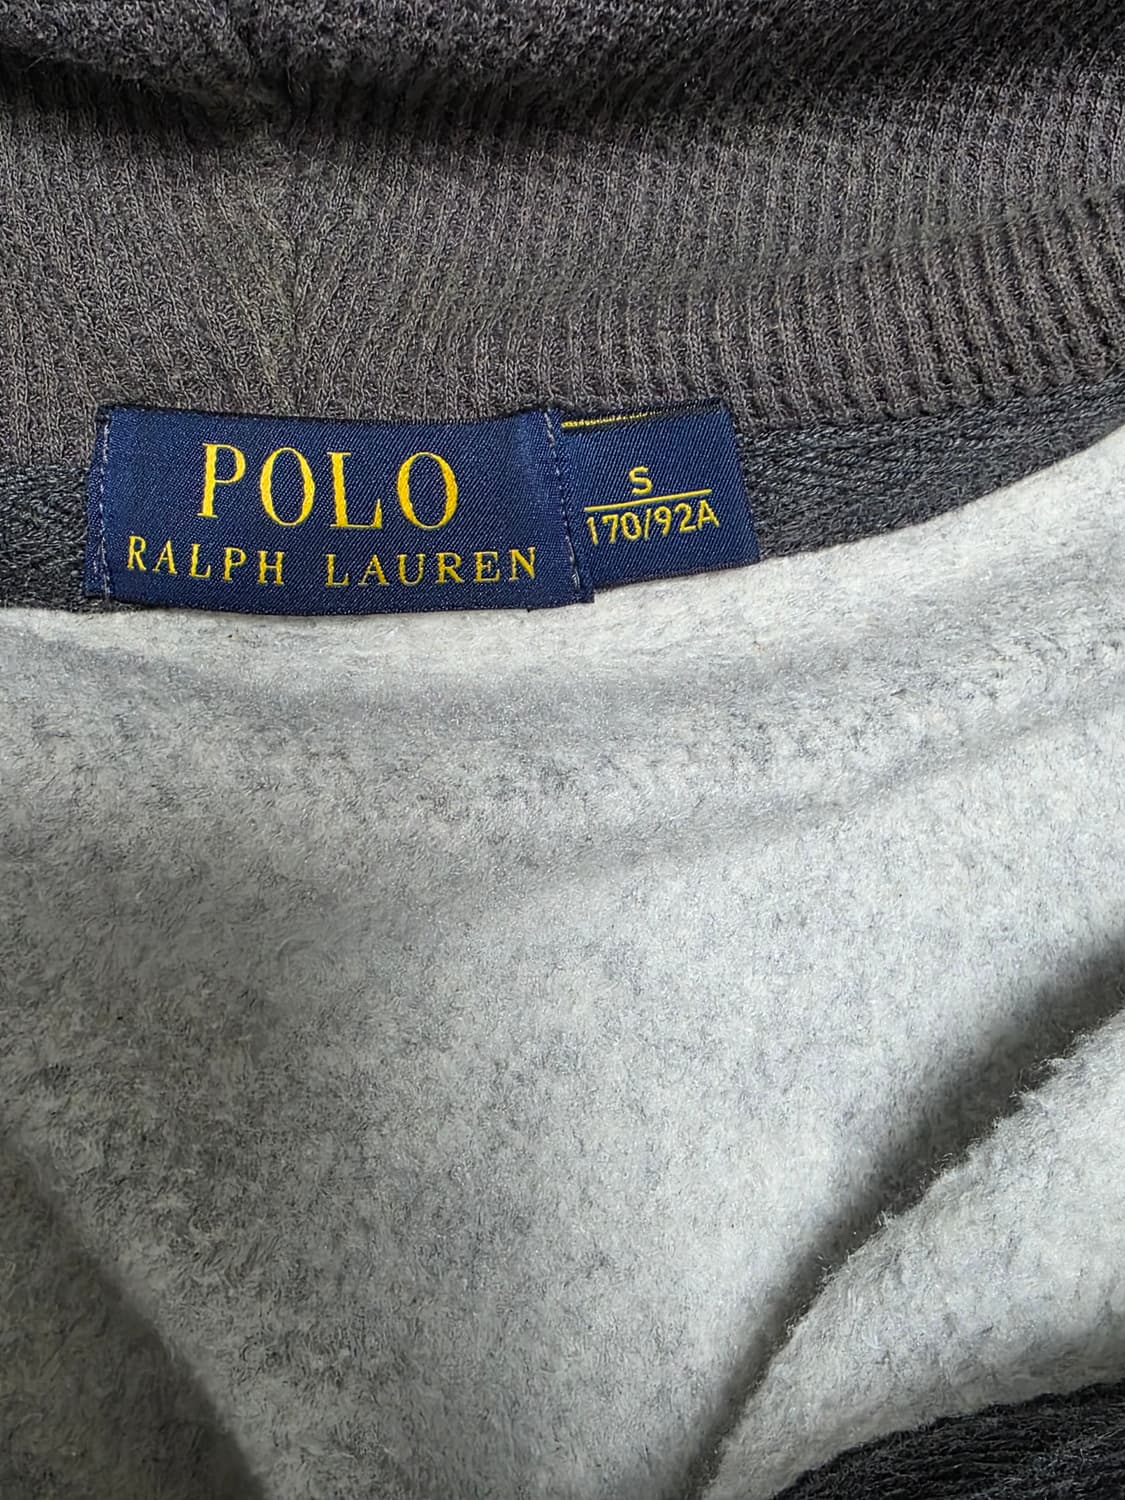 POLO
RALPH LAUREN
S
170/92A